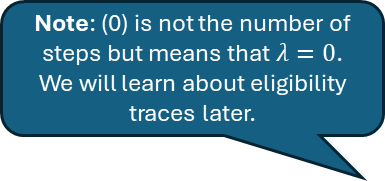 Note: (0) is not the number of
steps but means that λ = 0.
We will learn about eligibility
traces later.